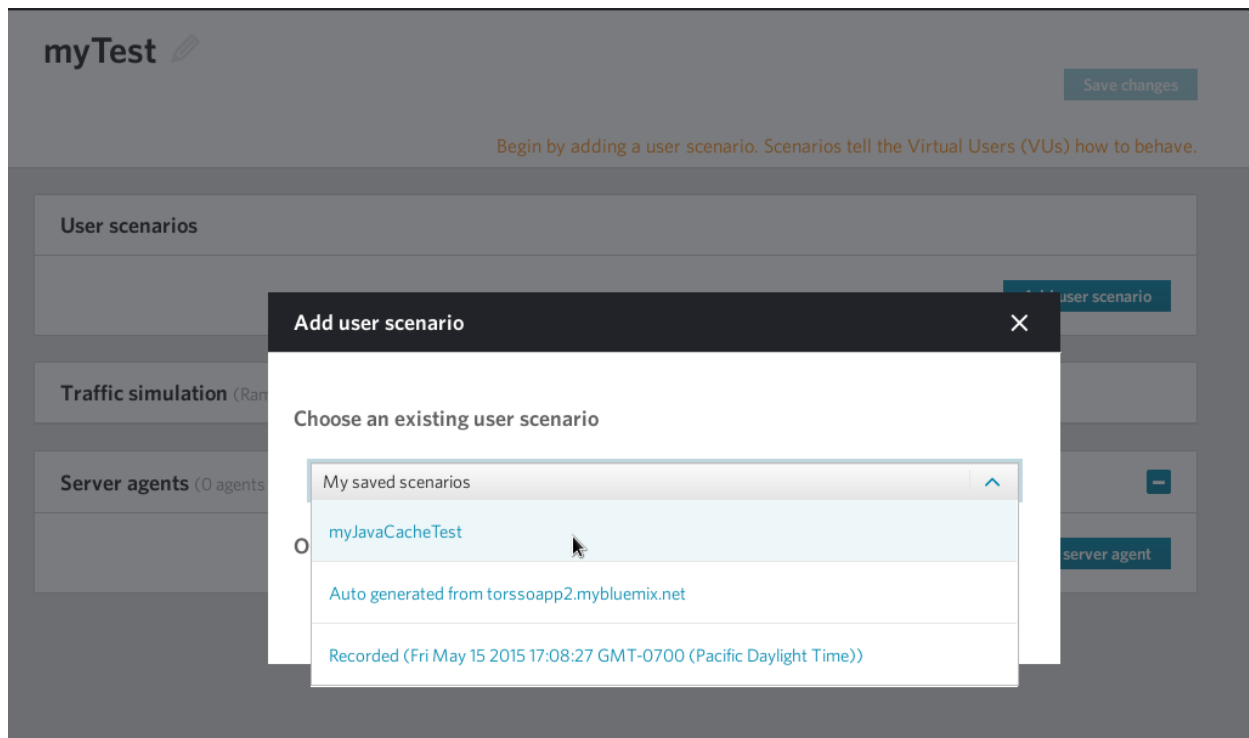 myTest
Save changes
Begin by adding a user scenario. Scenarios tell the Virtual Users (VUs) how to behave.
User scenarios
user scenario
Add user scenario
Traffic simulation
Choose an existing user scenario
Server agents (0 agents
My saved scenarios
myJavaCacheTest
server agent
Auto generated from torssoapp2.mybluemix.net
Recorded (Fri May 15 2015 17:08:27 GMT-0700 (Pacific Daylight Time))